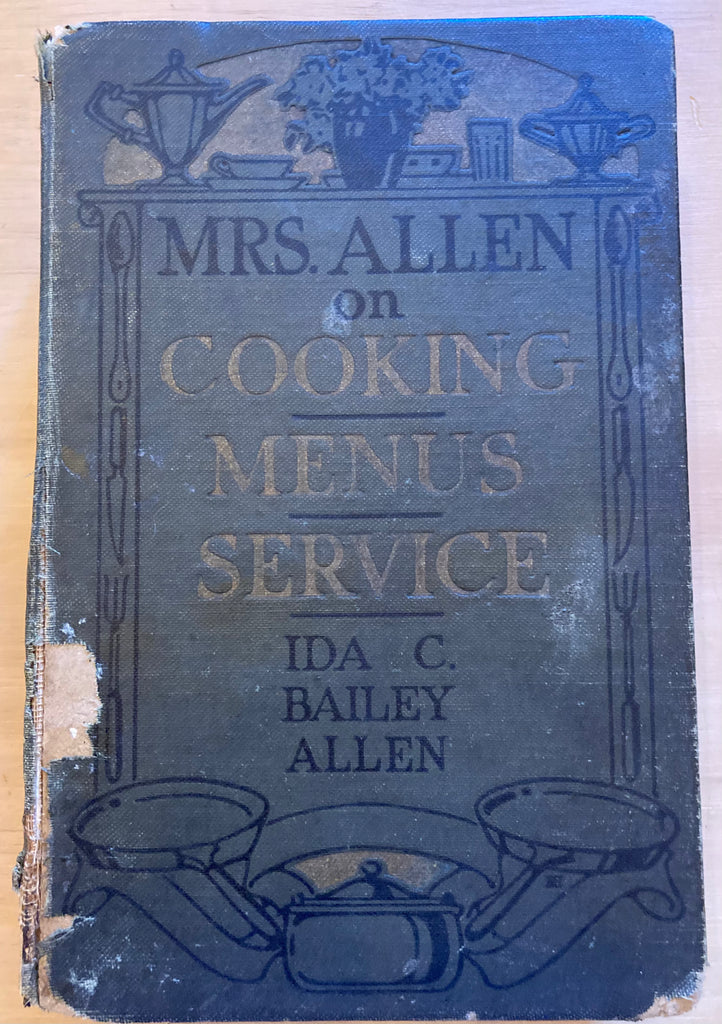 MRS. ALLEN
on
COOKING
MENUS
SERVICE
IDA C.
BAILEY
ALLEN